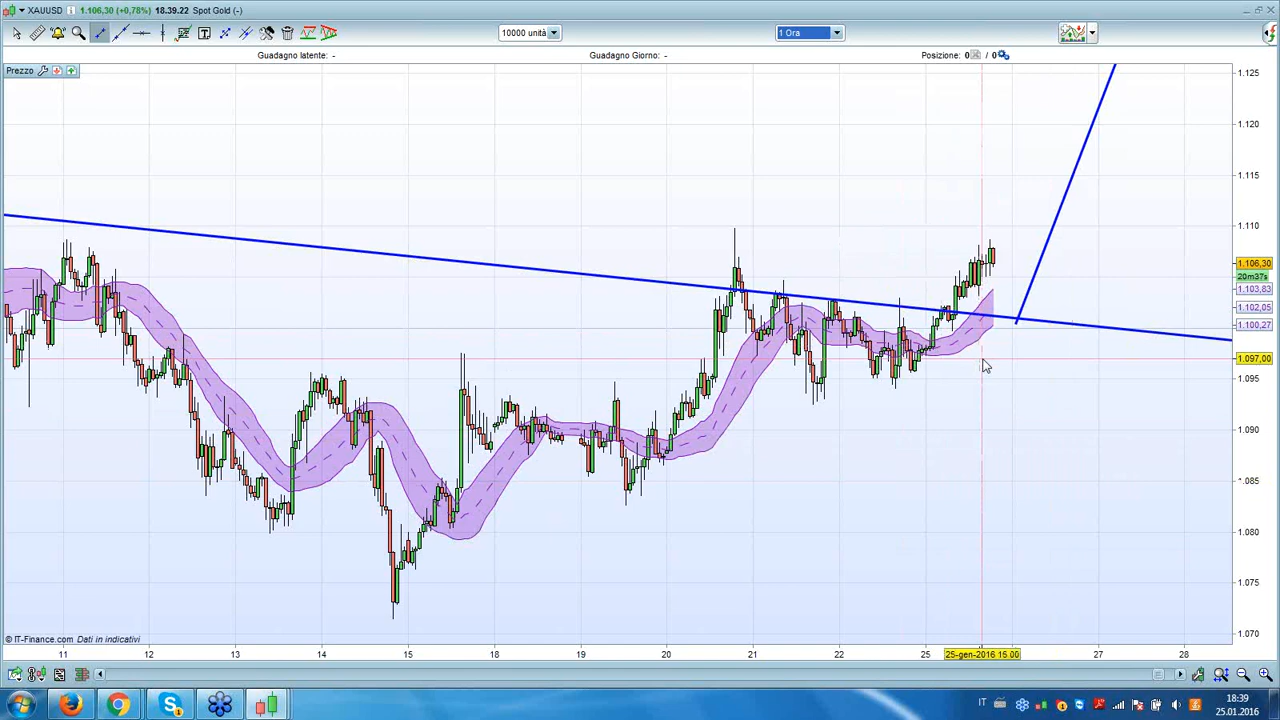 XAUUSD 1.106,30 (+0,78%) 18.39.22 Spot Gold (-)
10000 unità
1 Ora
Guadagno latente: -
Guadagno Giorno: -
Posizione: 0 / 0
Prezzo
1.125
1.120
1.115
1.110
1.106,30
20m37s
1.103,83
1.102,05
1.100,27
1.097,00
1.095
1.090
1.085
1.080
1.075
1.070
© IT-Finance.com Dati in indicativi
11 12 13 14 15 18 19 20 21 22 25 25-gen-2016 15.00 27 28
IT
18:39
25.01.2016